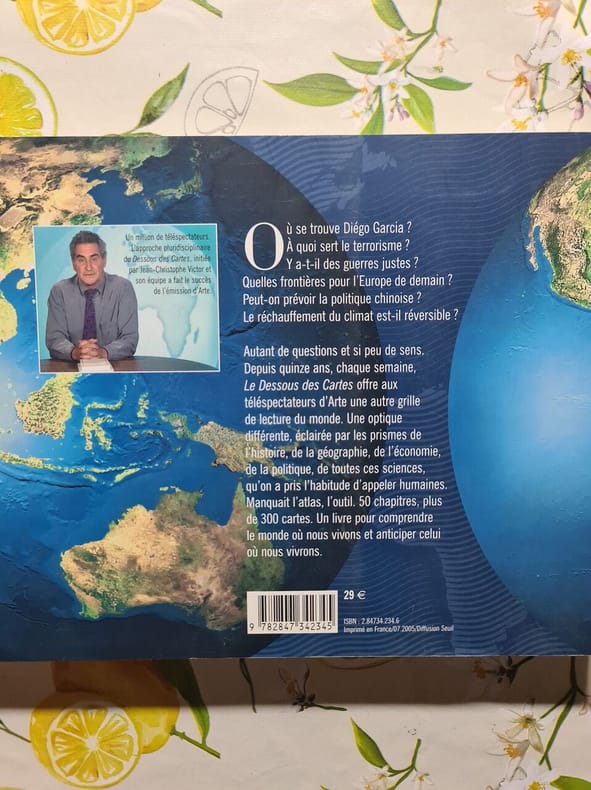 Un million de téléspectateurs.
L'approche pluridisciplinaire
du Dessous des Cartes, initiée
par Jean-Christophe Victor et
son équipe a fait le succès
de l'émission d'Arte
Où se trouve Diégo Garcia ?
À quoi sert le terrorisme ?
Y a-t-il des guerres justes ?
Quelles frontières pour l'Europe de demain ?
Peut-on prévoir la politique chinoise ?
Le réchauffement du climat est-il réversible ?
Autant de questions et si peu de sens.
Depuis quinze ans, chaque semaine,
Le Dessous des Cartes offre aux
téléspectateurs d'Arte une autre grille
de lecture du monde. Une optique
différente, éclairée par les prismes de
l'histoire, de la géographie, de l'économie,
de la politique, de toutes ces sciences,
qu'on a pris l'habitude d'appeler humaines.
Manquait l'atlas, l'outil. 50 chapitres, plus
de 300 cartes. Un livre pour comprendre
le monde où nous vivons et anticiper celui
où nous vivrons.
29 €
9 782847 342345
ISBN : 2.84734.234.6
Imprimé en France/07.2005/Diffusion Seuil